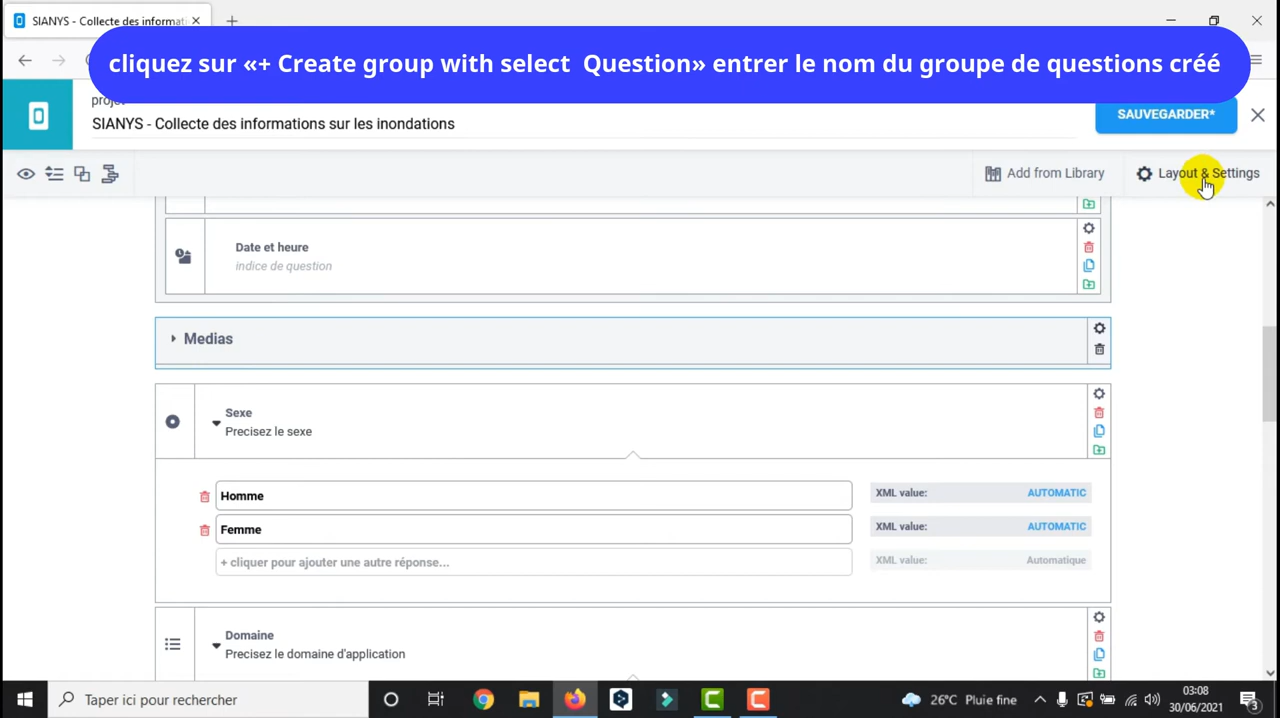 SIANYS - Collecte des informat
cliquez sur «+ Create group with select Question» entrer le nom du groupe de questions créé
projet
SIANYS - Collecte des informations sur les inondations
SAUVEGARDER*
Add from Library
Layout & Settings
Date et heure
indice de question
Medias
Sexe
Precisez le sexe
Homme
XML value: AUTOMATIC
Femme
XML value: AUTOMATIC
+ cliquer pour ajouter une autre réponse...
XML value: Automatique
Domaine
Precisez le domaine d'application
Taper ici pour rechercher
26°C Pluie fine
03:08
30/06/2021
3